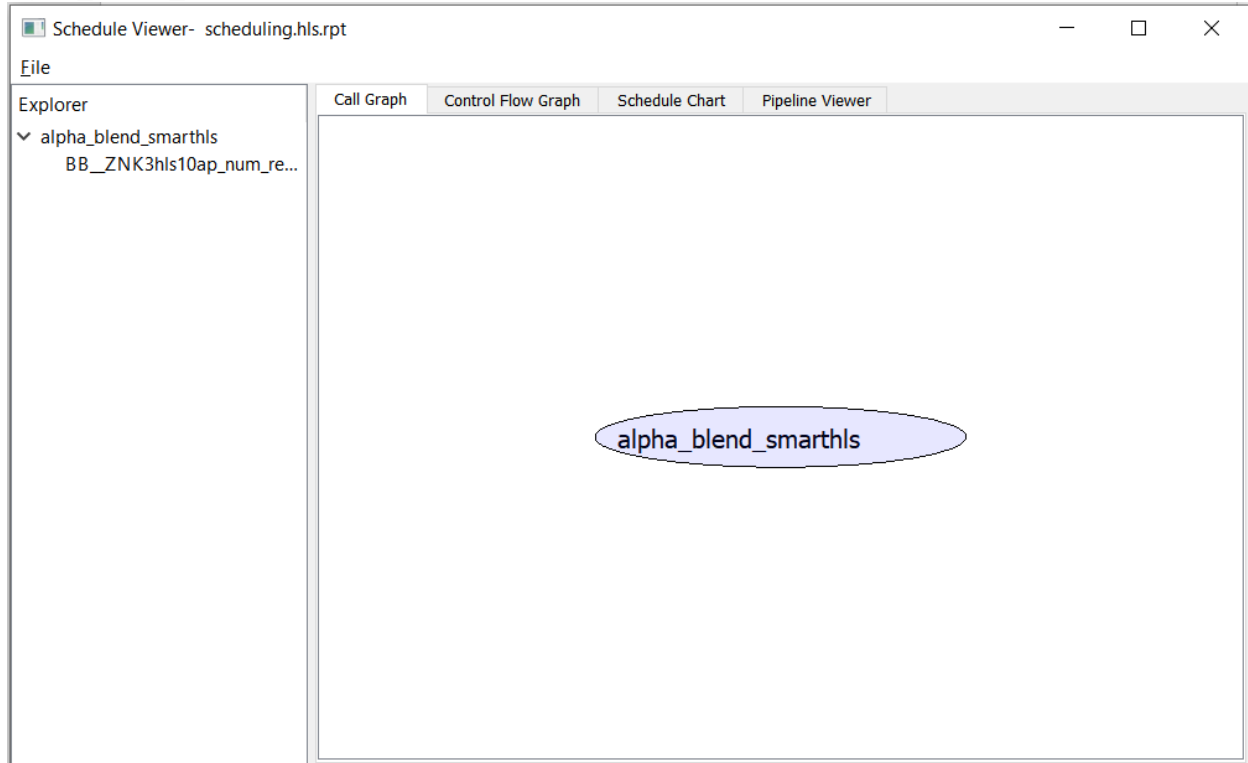 Schedule Viewer- scheduling.hls.rpt
File
Explorer
alpha_blend_smarthls
BB__ZNK3hls10ap_num_re...
Call Graph Control Flow Graph Schedule Chart Pipeline Viewer
alpha_blend_smarthls